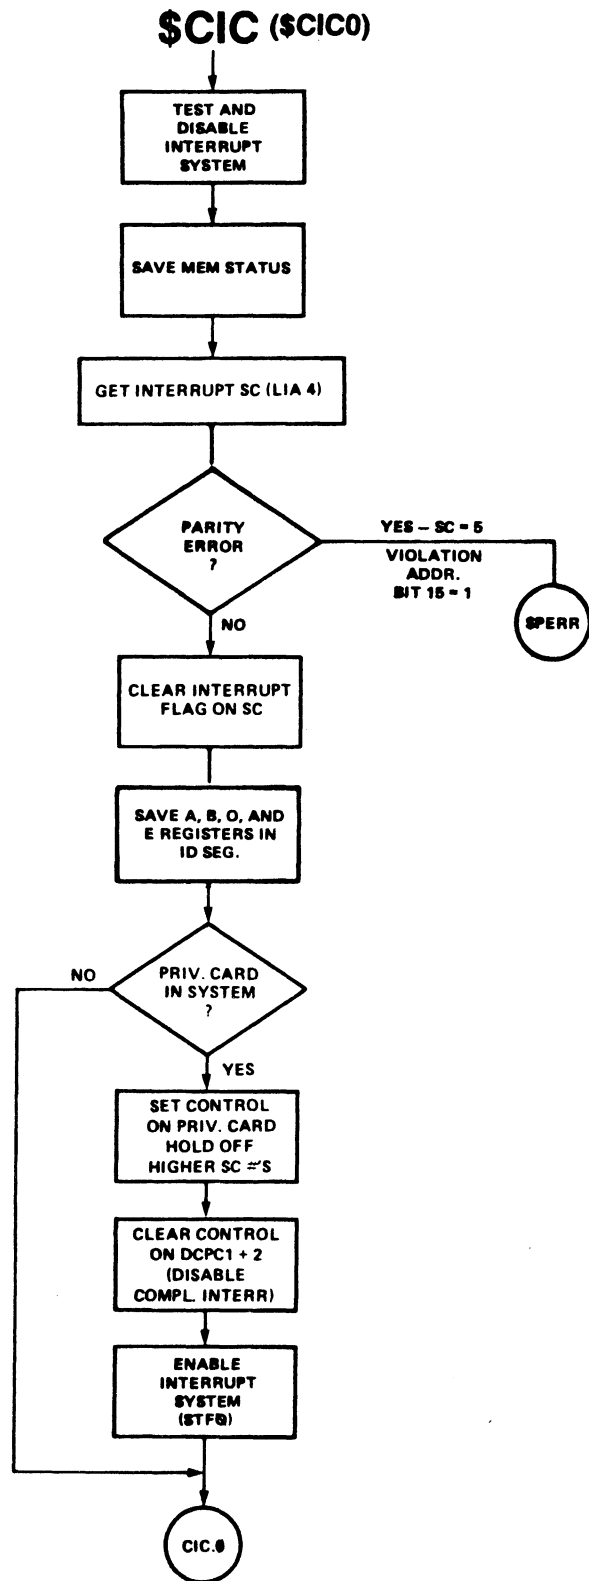 $CIC ($CIC0)
TEST AND
DISABLE
INTERRUPT
SYSTEM
SAVE MEM STATUS
GET INTERRUPT SC (LIA 4)
PARITY
ERROR
?
YES – SC = 5
VIOLATION
ADDR.
BIT 15 = 1
$PERR
NO
CLEAR INTERRUPT
FLAG ON SC
SAVE A, B, O, AND
E REGISTERS IN
ID SEG.
NO
PRIV. CARD
IN SYSTEM
?
YES
SET CONTROL
ON PRIV. CARD
HOLD OFF
HIGHER SC #'S
CLEAR CONTROL
ON DCPC1 + 2
(DISABLE
COMPL. INTERR)
ENABLE
INTERRUPT
SYSTEM
(STF0)
CIC.0